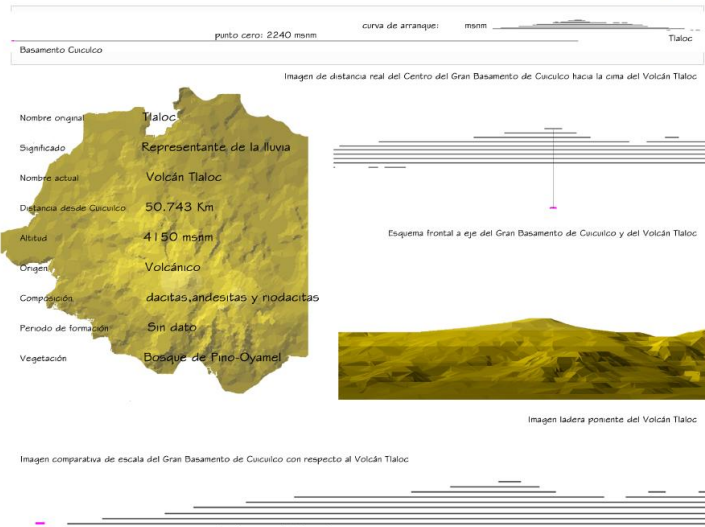 curva de arranque: msnm
punto cero: 2240 msnm
Tlaloc
Basamento Cuiculco
Imagen de distancia real del Centro del Gran Basamento de Cuiculco hacia la cima del Volcán Tlaloc
Nombre original Tlaloc
Significado Representante de la lluvia
Nombre actual Volcán Tlaloc
Distancia desde Cuicuilco 50.743 Km
Altitud 4150 msnm
Origen Volcánico
Composición dacitas,andesitas y riodacitas
Periodo de formación Sin dato
Vegetación Bosque de Pino-Oyamel
Esquema frontal a eje del Gran Basamento de Cuicuilco y del Volcán Tlaloc
Imagen ladera poniente del Volcán Tlaloc
Imagen comparativa de escala del Gran Basamento de Cuicuilco con respecto al Volcán Tlaloc